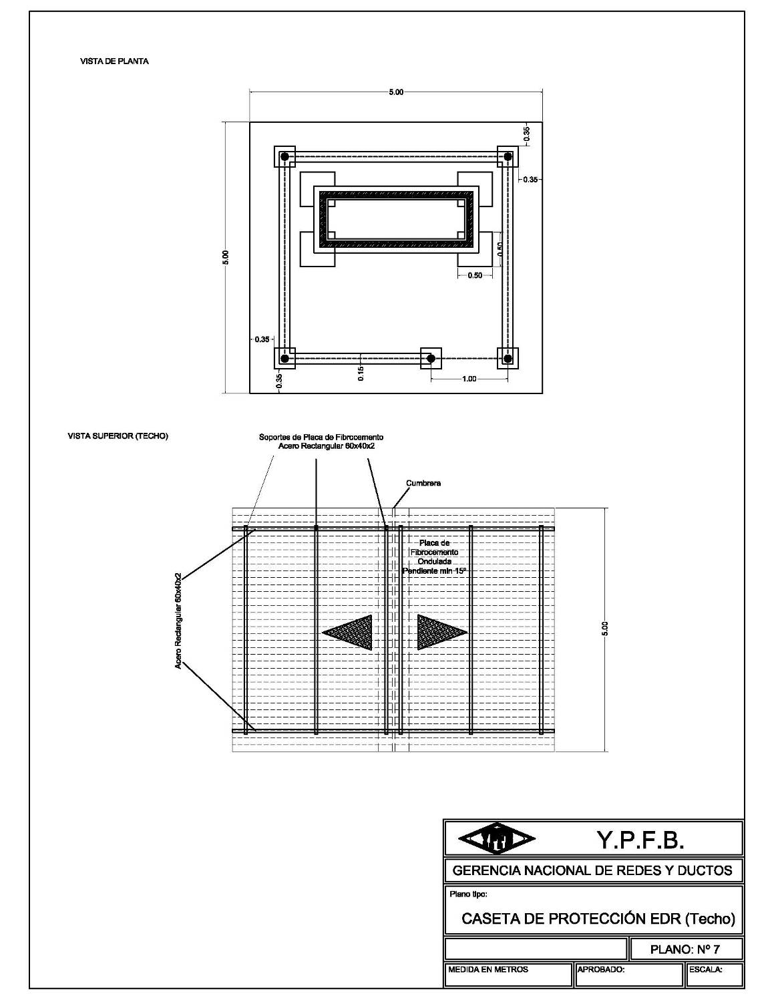 VISTA DE PLANTA
5.00
0.35
0.35
5.00
0.50
0.50
0.35
0.15
0.35
1.00
VISTA SUPERIOR (TECHO)
Soportes de Placa de Fibrocemento
Acero Rectangular 60x40x2
Cumbrera
Placa de
Fibrocemento
Ondulada
Pendiente min 15º
Acero Rectangular 60x40x2
5.00
YPFB
Y.P.F.B.
GERENCIA NACIONAL DE REDES Y DUCTOS
Plano tipo:
CASETA DE PROTECCIÓN EDR (Techo)
PLANO: Nº 7
MEDIDA EN METROS
APROBADO:
ESCALA: